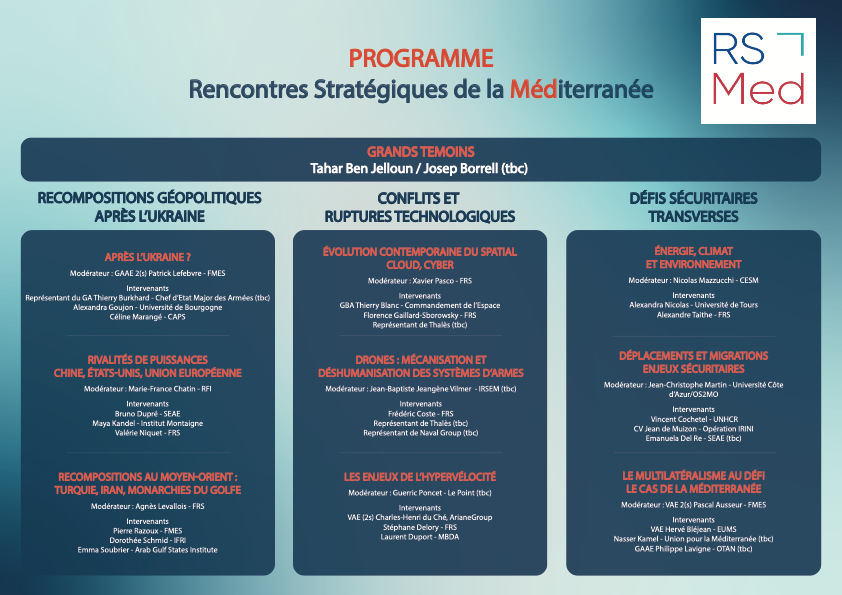 PROGRAMME
Rencontres Stratégiques de la Méditerranée
RS
Med
GRANDS TEMOINS
Tahar Ben Jelloun / Josep Borrell (tbc)
RECOMPOSITIONS GÉOPOLITIQUES
APRÈS L'UKRAINE
APRÈS L'UKRAINE ?
Modérateur : GAAE 2(s) Patrick Lefebvre - FMES
Intervenants
Représentant du GA Thierry Burkhard - Chef d'Etat Major des Armées (tbc)
Alexandra Goujon - Université de Bourgogne
Céline Marangé - CAPS
RIVALITÉS DE PUISSANCES
CHINE, ÉTATS-UNIS, UNION EUROPÉENNE
Modérateur : Marie-France Chatin - RFI
Intervenants
Bruno Dupré - SEAE
Maya Kandel - Institut Montaigne
Valérie Niquet - FRS
RECOMPOSITIONS AU MOYEN-ORIENT :
TURQUIE, IRAN, MONARCHIES DU GOLFE
Modérateur : Agnès Levallois - FRS
Intervenants
Pierre Razoux - FMES
Dorothée Schmid - IFRI
Emma Soubrier - Arab Gulf States Institute
CONFLITS ET
RUPTURES TECHNOLOGIQUES
ÉVOLUTION CONTEMPORAINE DU SPATIAL
CLOUD, CYBER
Modérateur : Xavier Pasco - FRS
Intervenants
GBA Thierry Blanc - Commandement de l'Espace
Florence Gaillard-Sborowsky - FRS
Représentant de Thalès (tbc)
DRONES : MÉCANISATION ET
DÉSHUMANISATION DES SYSTÈMES D'ARMES
Modérateur : Jean-Baptiste Jeangène Vilmer - IRSEM (tbc)
Intervenants
Frédéric Coste - FRS
Représentant de Thalès (tbc)
Représentant de Naval Group (tbc)
LES ENJEUX DE L'HYPERVÉLOCITÉ
Modérateur : Guerric Poncet - Le Point (tbc)
Intervenants
VAE (2s) Charles-Henri du Ché, ArianeGroup
Stéphane Delory - FRS
Laurent Duport - MBDA
DÉFIS SÉCURITAIRES
TRANSVERSES
ÉNERGIE, CLIMAT
ET ENVIRONNEMENT
Modérateur : Nicolas Mazzucchi - CESM
Intervenants
Alexandra Nicolas - Université de Tours
Alexandre Taithe - FRS
DÉPLACEMENTS ET MIGRATIONS
ENJEUX SÉCURITAIRES
Modérateur : Jean-Christophe Martin - Université Côte
d'Azur/OS2MO
Intervenants
Vincent Cochetel - UNHCR
CV Jean de Muizon - Opération IRINI
Emanuela Del Re - SEAE (tbc)
LE MULTILATÉRALISME AU DÉFI
LE CAS DE LA MÉDITERRANÉE
Modérateur : VAE 2(s) Pascal Ausseur - FMES
Intervenants
VAE Hervé Bléjean - EUMS
Nasser Kamel - Union pour la Méditerranée (tbc)
GAAE Philippe Lavigne - OTAN (tbc)